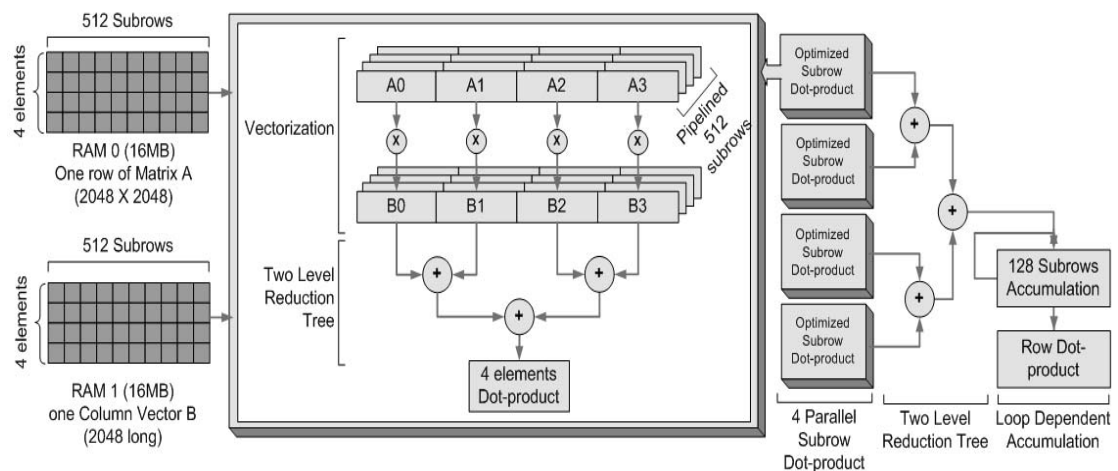 512 Subrows
4 elements
RAM 0 (16MB)
One row of Matrix A
(2048 X 2048)
512 Subrows
4 elements
RAM 1 (16MB)
one Column Vector B
(2048 long)
Vectorization
A0 A1 A2 A3
x x x x
B0 B1 B2 B3
Pipelined
512
subrows
Two Level
Reduction
Tree
+ +
+
4 elements
Dot-product
Optimized
Subrow
Dot-product
Optimized
Subrow
Dot-product
Optimized
Subrow
Dot-product
Optimized
Subrow
Dot-product
+
+
+
128 Subrows
Accumulation
Row Dot-
product
4 Parallel
Subrow
Dot-product
Two Level
Reduction Tree
Loop Dependent
Accumulation